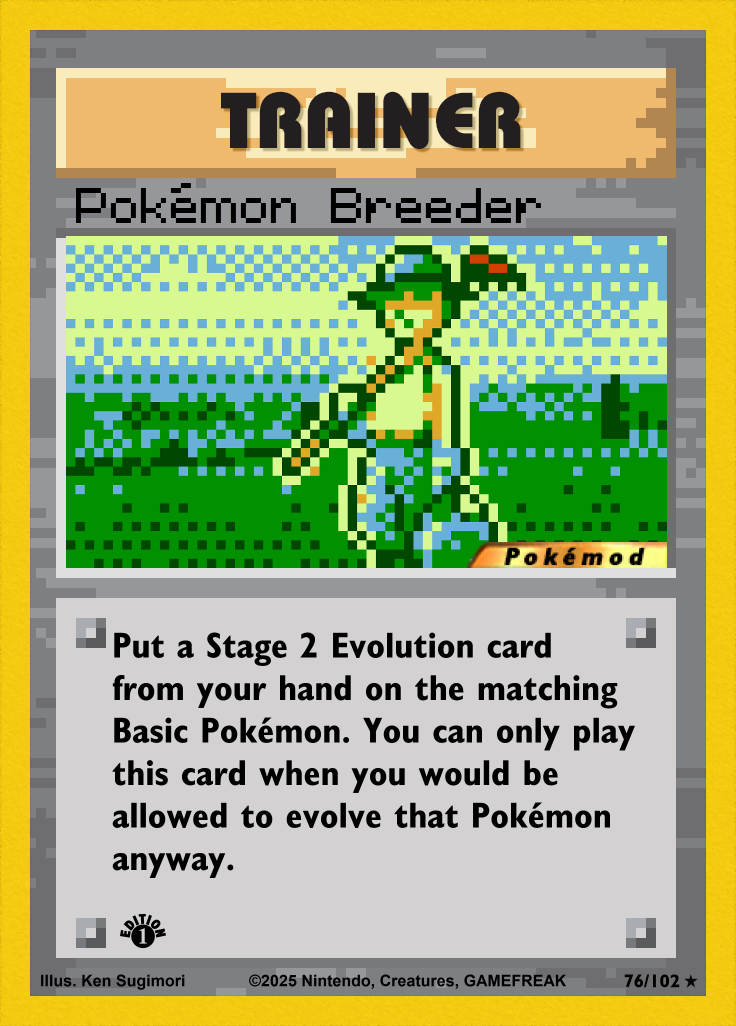 TRAINER
Pokémon Breeder
Pokémod
Put a Stage 2 Evolution card
from your hand on the matching
Basic Pokémon. You can only play
this card when you would be
allowed to evolve that Pokémon
anyway.
EDITION 1
Illus. Ken Sugimori ©2025 Nintendo, Creatures, GAMEFREAK 76/102 ★